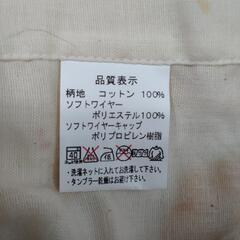 品質表示
柄地 コットン 100%
ソフトワイヤー
ポリエステル100%
ソフトワイヤーキャップ
ポリプロピレン樹脂
・洗濯ネットに入れてお洗濯して下さい。
・タンブラー乾燥はお避け下さい。